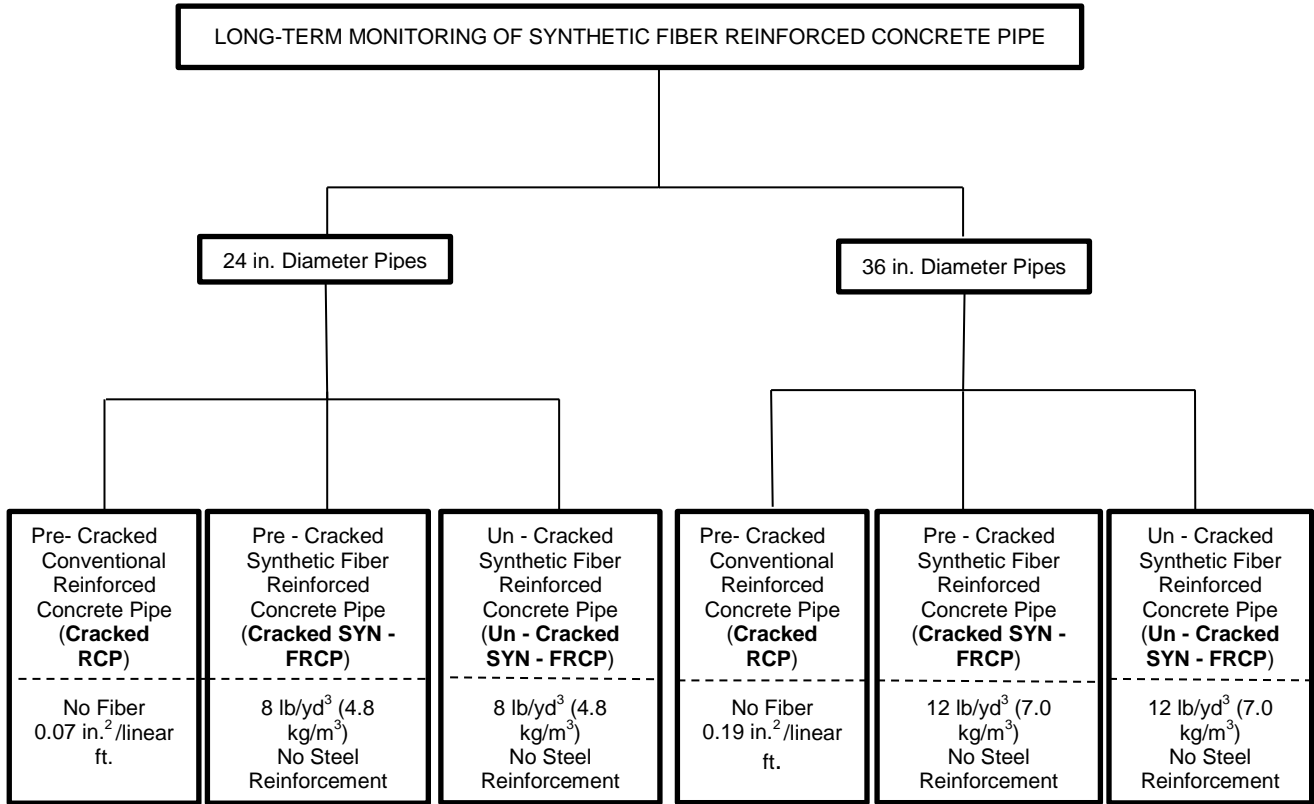 LONG-TERM MONITORING OF SYNTHETIC FIBER REINFORCED CONCRETE PIPE
24 in. Diameter Pipes
36 in. Diameter Pipes
Pre- Cracked
Conventional
Reinforced
Concrete Pipe
(Cracked
RCP)
No Fiber
0.07 in.² /linear
ft.
Pre - Cracked
Synthetic Fiber
Reinforced
Concrete Pipe
(Cracked SYN -
FRCP)
8 lb/yd³ (4.8
kg/m³)
No Steel
Reinforcement
Un - Cracked
Synthetic Fiber
Reinforced
Concrete Pipe
(Un - Cracked
SYN - FRCP)
8 lb/yd³ (4.8
kg/m³)
No Steel
Reinforcement
Pre- Cracked
Conventional
Reinforced
Concrete Pipe
(Cracked
RCP)
No Fiber
0.19 in.² /linear
ft.
Pre - Cracked
Synthetic Fiber
Reinforced
Concrete Pipe
(Cracked SYN -
FRCP)
12 lb/yd³ (7.0
kg/m³)
No Steel
Reinforcement
Un - Cracked
Synthetic Fiber
Reinforced
Concrete Pipe
(Un - Cracked
SYN - FRCP)
12 lb/yd³ (7.0
kg/m³)
No Steel
Reinforcement